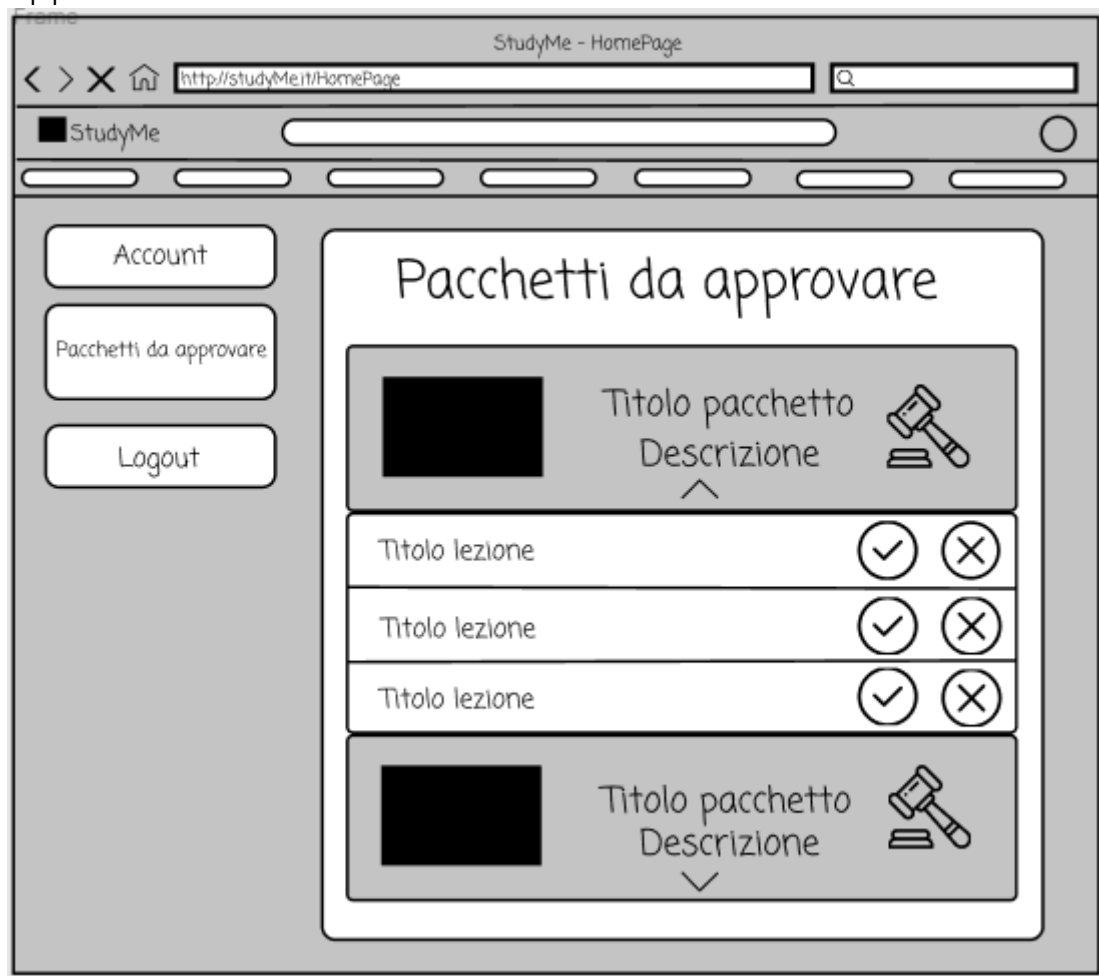 Frame
StudyMe - HomePage
http://studyMe.it/HomePage
StudyMe
Account
Pacchetti da approvare
Logout
Pacchetti da approvare
Titolo pacchetto
Descrizione
Titolo lezione
Titolo lezione
Titolo lezione
Titolo pacchetto
Descrizione